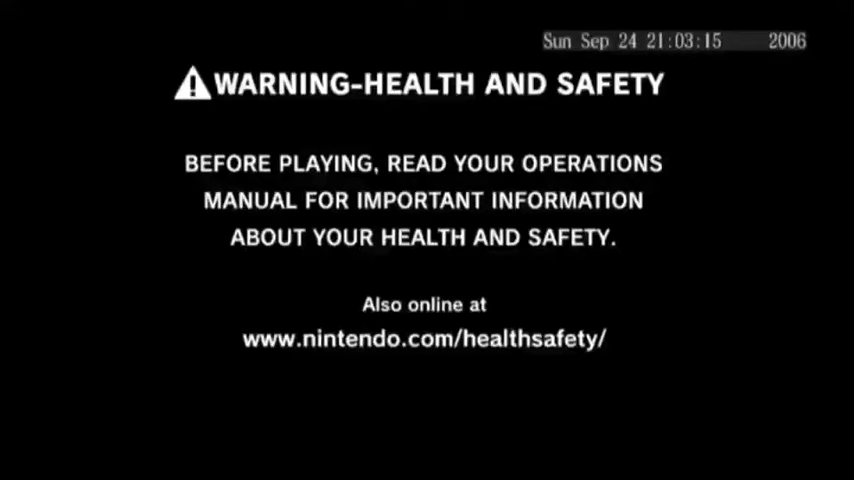 Sun Sep 24 21:03:15 2006
⚠WARNING-HEALTH AND SAFETY
BEFORE PLAYING, READ YOUR OPERATIONS
MANUAL FOR IMPORTANT INFORMATION
ABOUT YOUR HEALTH AND SAFETY.
Also online at
www.nintendo.com/healthsafety/